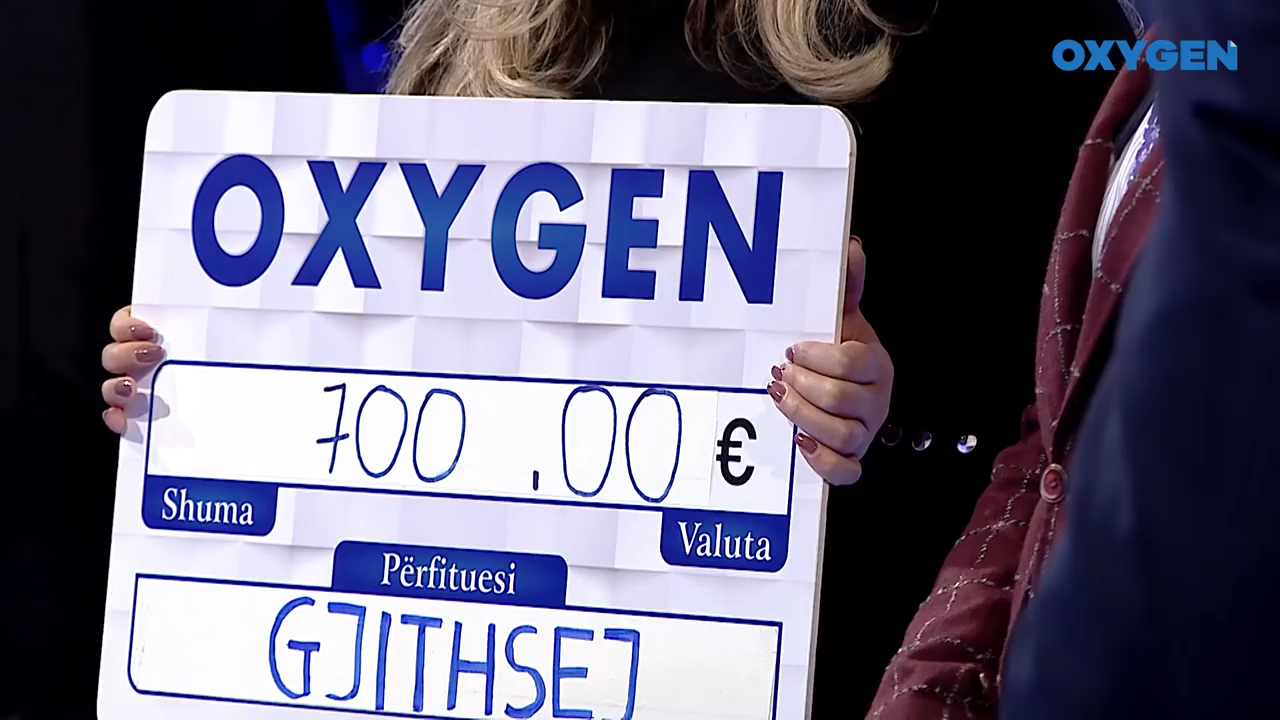 OXYGEN
OXYGEN
700 .00 €
Shuma
Valuta
Përfituesi
GJITHSEJ